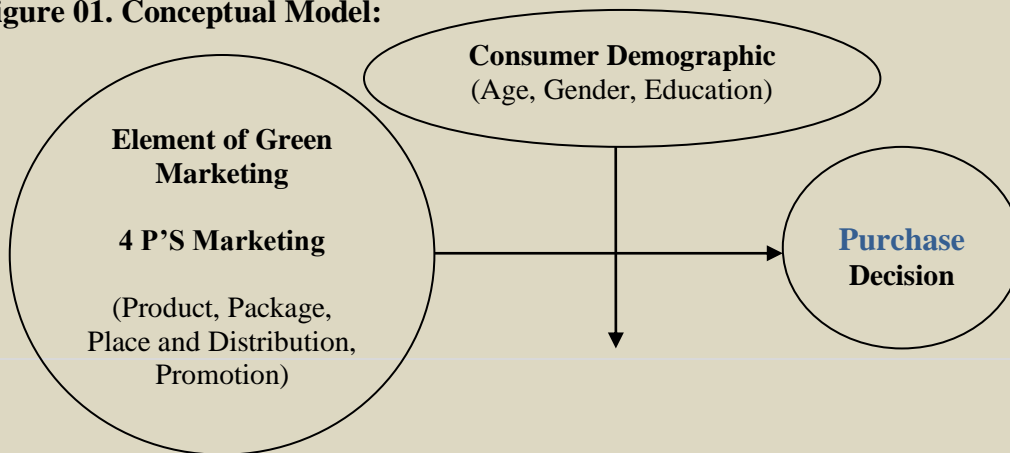 igure 01. Conceptual Model:
Consumer Demographic
(Age, Gender, Education)
Element of Green
Marketing
4 P’S Marketing
(Product, Package,
Place and Distribution,
Promotion)
Purchase
Decision